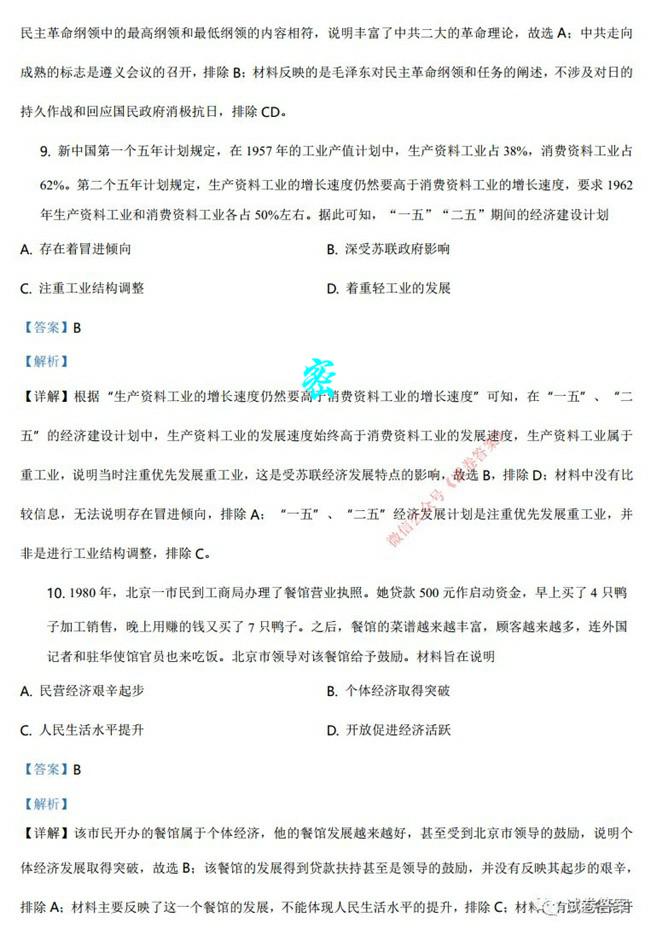 民主革命纲领中的最高纲领和最低纲领的内容相符，说明丰富了中共二大的革命理论，故选 A；中共走向
成熟的标志是遵义会议的召开，排除 B；材料反映的是毛泽东对民主革命纲领和任务的阐述，不涉及对日的
持久作战和回应国民政府消极抗日，排除 CD。
9. 新中国第一个五年计划规定，在 1957 年的工业产值计划中，生产资料工业占 38%，消费资料工业占
62%。第二个五年计划规定，生产资料工业的增长速度仍然要高于消费资料工业的增长速度，要求 1962
年生产资料工业和消费资料工业各占 50%左右。据此可知，“一五”“二五”期间的经济建设计划
A. 存在着冒进倾向 B. 深受苏联政府影响
C. 注重工业结构调整 D. 着重轻工业的发展
【答案】B
【解析】
密
【详解】根据“生产资料工业的增长速度仍然要高于消费资料工业的增长速度”可知，在“一五”、“二
五”的经济建设计划中，生产资料工业的发展速度始终高于消费资料工业的发展速度，生产资料工业属于
重工业，说明当时注重优先发展重工业，这是受苏联经济发展特点的影响，故选 B，排除 D；材料中没有比
较信息，无法说明存在冒进倾向，排除 A；“一五”、“二五”经济发展计划是注重优先发展重工业，并
非是进行工业结构调整，排除 C。
微信公众号《试卷答案》
10. 1980 年，北京一市民到工商局办理了餐馆营业执照。她贷款 500 元作启动资金，早上买了 4 只鸭
子加工销售，晚上用赚的钱又买了 7 只鸭子。之后，餐馆的菜谱越来越丰富，顾客越来越多，连外国
记者和驻华使馆官员也来吃饭。北京市领导对该餐馆给予鼓励。材料旨在说明
A. 民营经济艰辛起步 B. 个体经济取得突破
C. 人民生活水平提升 D. 开放促进经济活跃
【答案】B
【解析】
【详解】该市民开办的餐馆属于个体经济，他的餐馆发展越来越好，甚至受到北京市领导的鼓励，说明个
体经济发展取得突破，故选 B；该餐馆的发展得到贷款扶持甚至是领导的鼓励，并没有反映其起步的艰辛，
排除 A；材料主要反映了这一个餐馆的发展，不能体现人民生活水平的提升，排除 C；材料
试卷答案